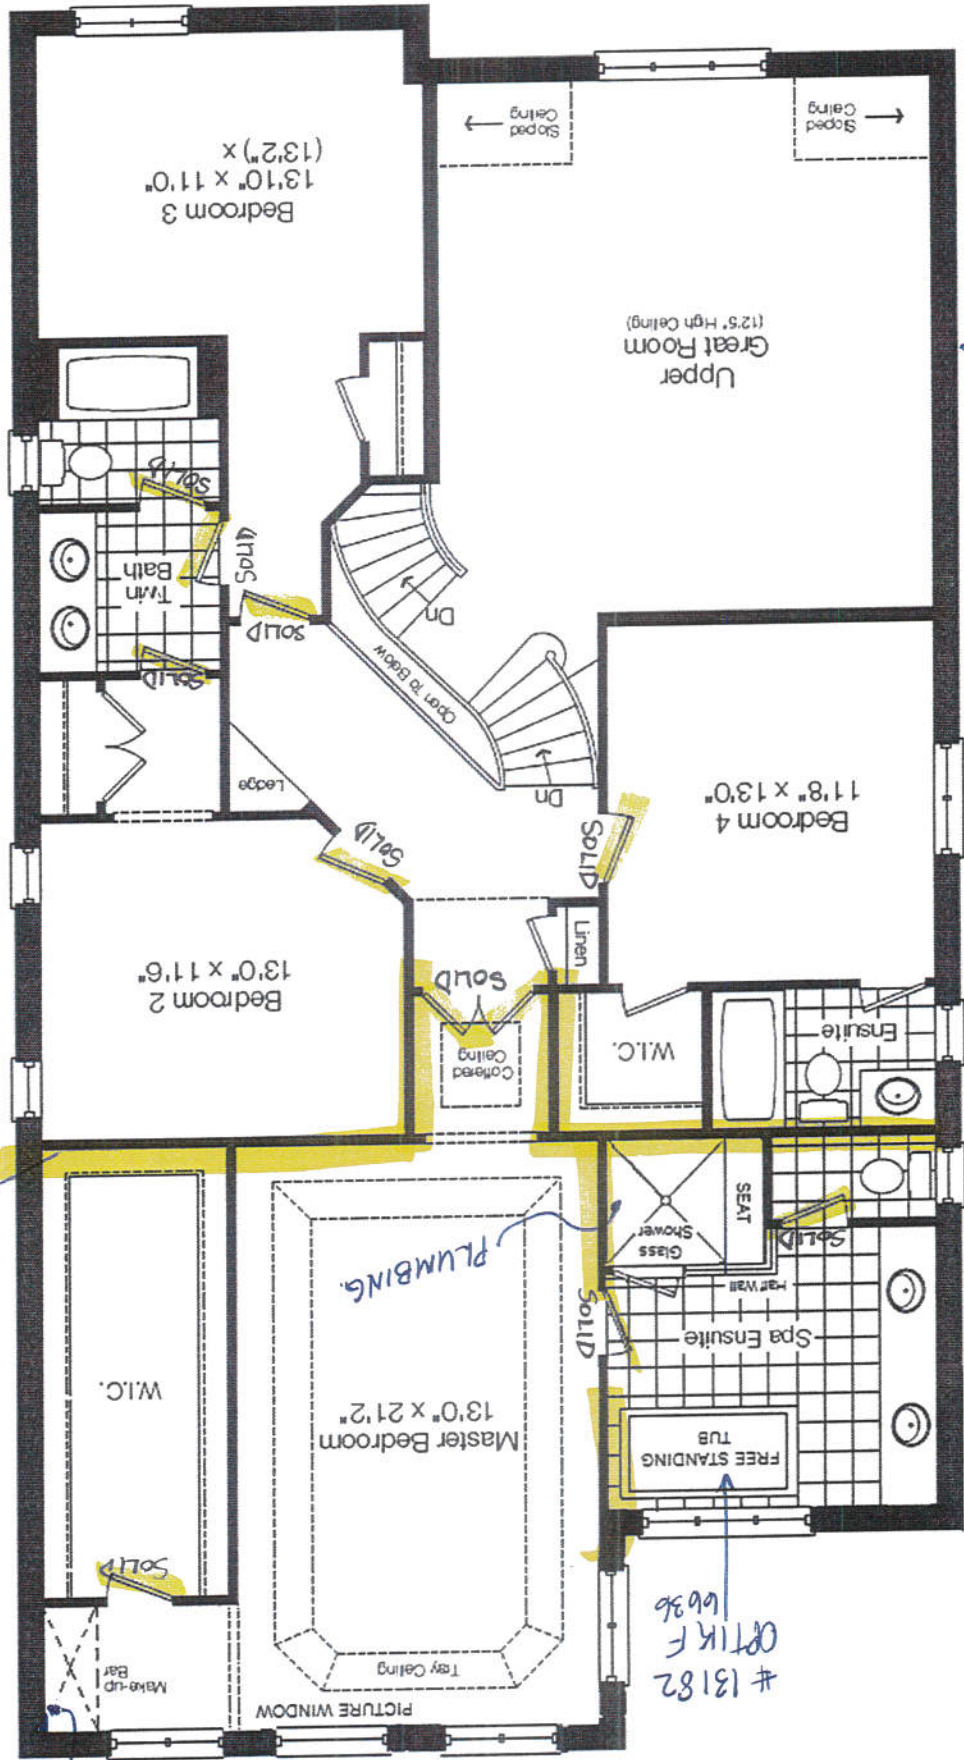 # 13182
OPTIK F
6636
PICTURE WINDOW
Make-up
Bar
Tray Ceiling
SOLID
FREE STANDING
TUB
Master Bedroom
13'0" x 21'2"
W.I.C.
Spa Ensuite
SOLID
Half Wall
PLUMBING.
SOLID
Glass
Shower
SEAT
Ensuite
W.I.C.
Coffered
Ceiling
SOLID
Bedroom 2
13'0" x 11'6"
Linen
SOLID
SOLID
Bedroom 4
11'8" x 13'0"
Dn
Ledge
Open To Below
SOLID
SOLID
Dn
Twin
Bath
SOLID
SOLID
Upper
Great Room
(12'5" High Ceiling)
Bedroom 3
13'10" x 11'0"
(13'2") x
Sloped
Ceiling
Sloped
Ceiling